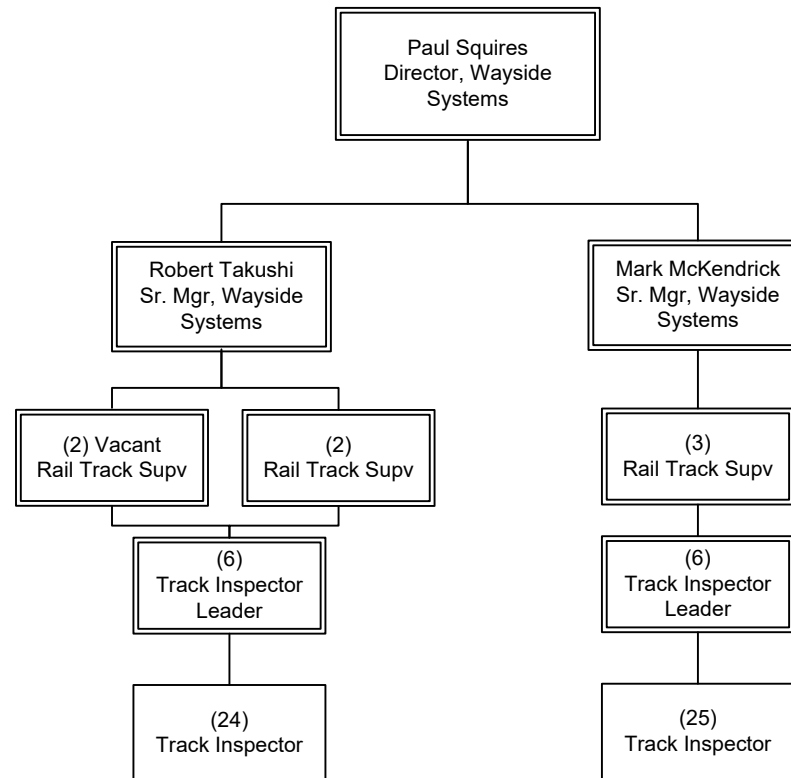 Paul Squires
Director, Wayside
Systems
Robert Takushi
Sr. Mgr, Wayside
Systems
Mark McKendrick
Sr. Mgr, Wayside
Systems
(2) Vacant
Rail Track Supv
(2)
Rail Track Supv
(3)
Rail Track Supv
(6)
Track Inspector
Leader
(6)
Track Inspector
Leader
(24)
Track Inspector
(25)
Track Inspector